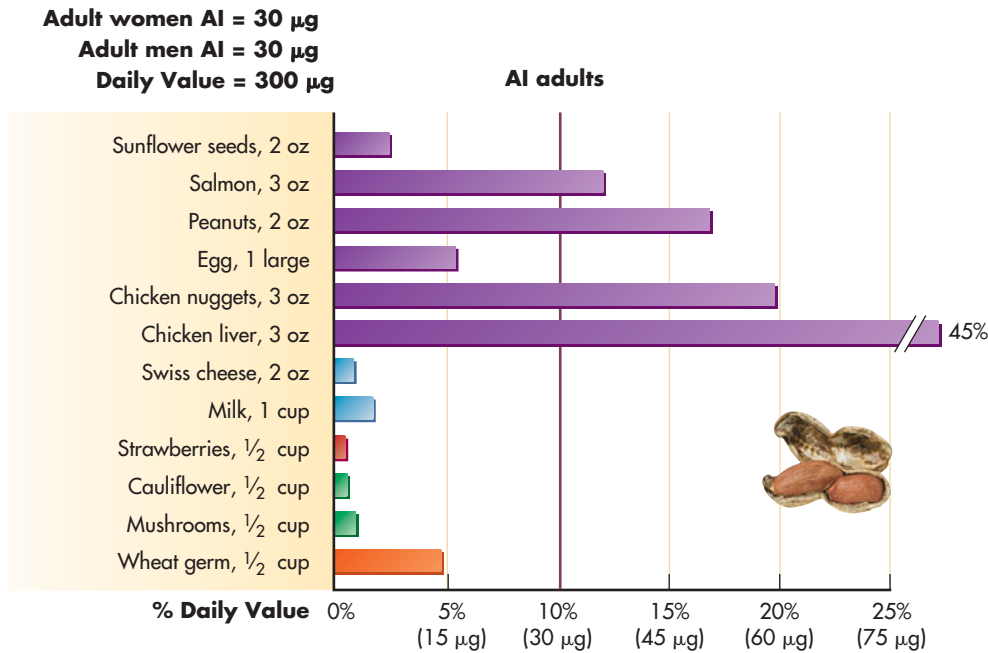 Adult women AI = 30 µg
Adult men AI = 30 µg
Daily Value = 300 µg
AI adults
Sunflower seeds, 2 oz
Salmon, 3 oz
Peanuts, 2 oz
Egg, 1 large
Chicken nuggets, 3 oz
Chicken liver, 3 oz
45%
Swiss cheese, 2 oz
Milk, 1 cup
Strawberries, ½ cup
Cauliflower, ½ cup
Mushrooms, ½ cup
Wheat germ, ½ cup
% Daily Value 0% 5% 10% 15% 20% 25%
(15 µg) (30 µg) (45 µg) (60 µg) (75 µg)